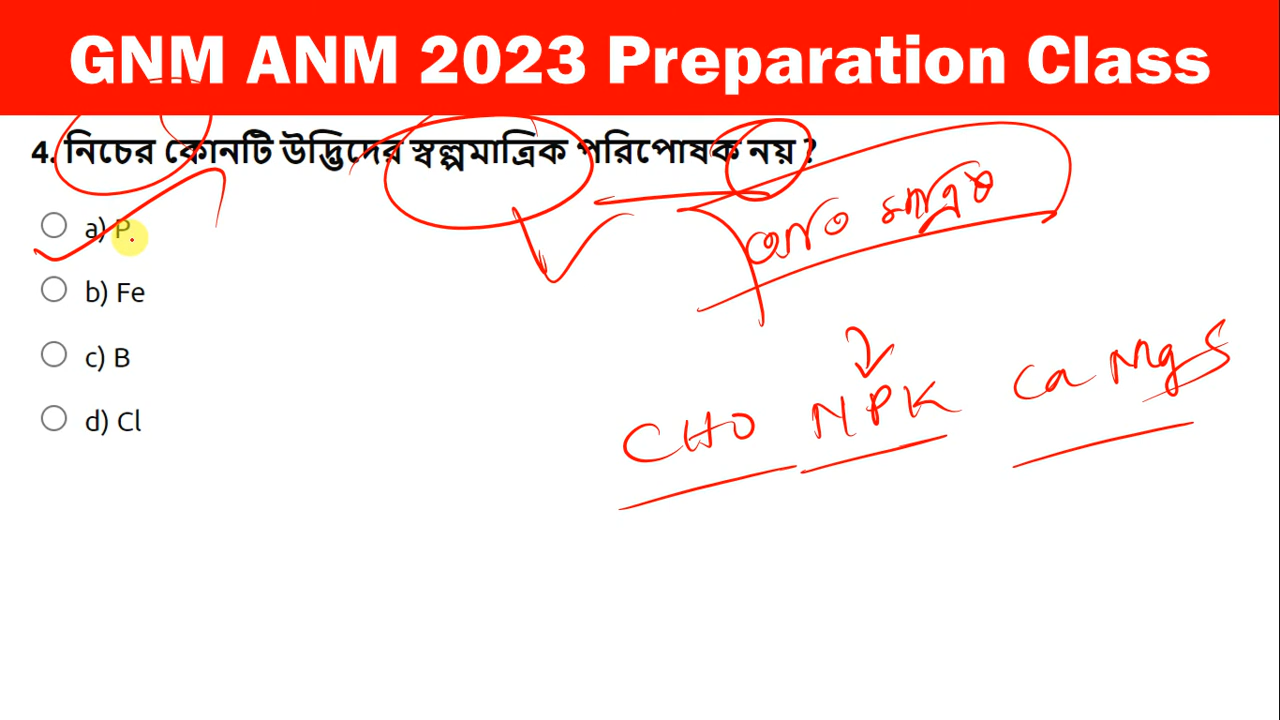 GNM ANM 2023 Preparation Class
4. নিচের কোনটি উদ্ভিদের স্বল্পমাত্রিক পরিপোষক নয় ?
a) P
b) Fe
c) B
d) Cl
মাত্রিক
CHO NPK Ca Mg S